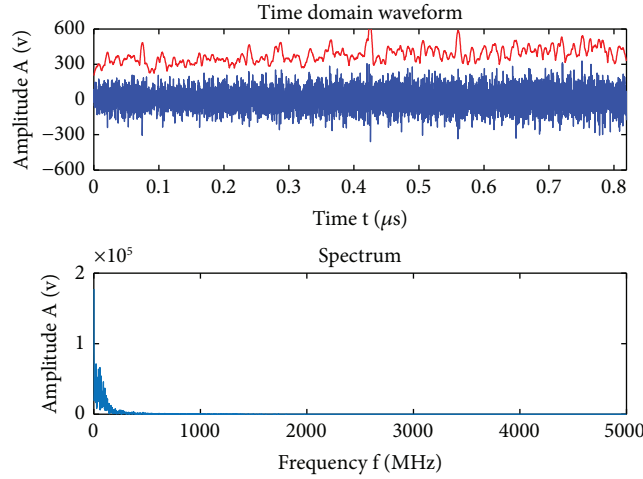 Time domain waveform
Amplitude A (v)
600
300
0
−300
−600
0 0.1 0.2 0.3 0.4 0.5 0.6 0.7 0.8
Time t (μs)
×10⁵
Spectrum
Amplitude A (v)
2
1
0
0 1000 2000 3000 4000 5000
Frequency f (MHz)